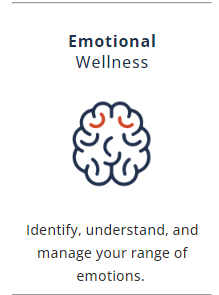 Emotional
Wellness
Identify, understand, and
manage your range of
emotions.